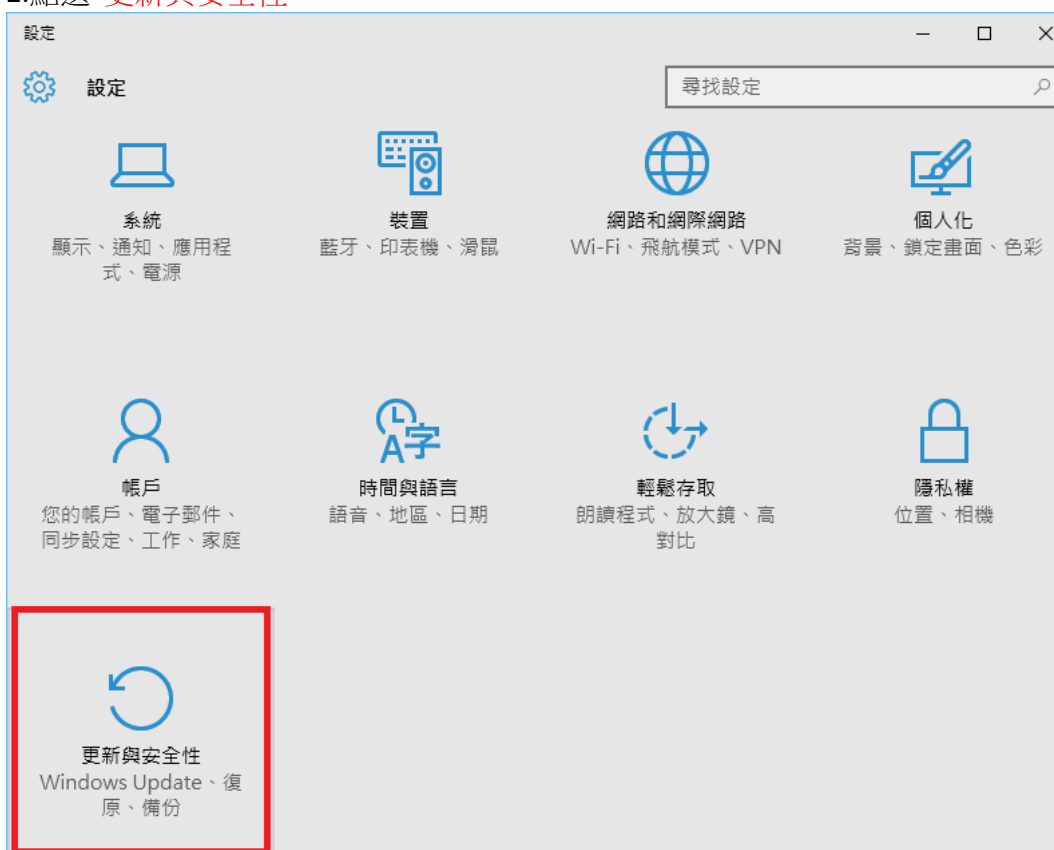 設定
設定
尋找設定
系統
顯示、通知、應用程
式、電源
裝置
藍牙、印表機、滑鼠
網路和網際網路
Wi-Fi、飛航模式、VPN
個人化
背景、鎖定畫面、色彩
帳戶
您的帳戶、電子郵件、
同步設定、工作、家庭
時間與語言
語音、地區、日期
輕鬆存取
朗讀程式、放大鏡、高
對比
隱私權
位置、相機
更新與安全性
Windows Update、復
原、備份